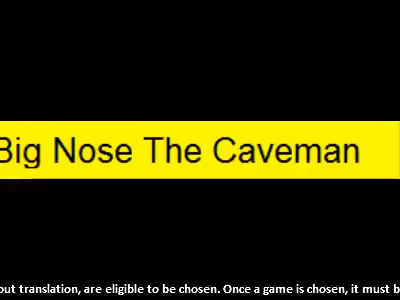 Big Nose The Caveman
out translation, are eligible to be chosen. Once a game is chosen, it must b